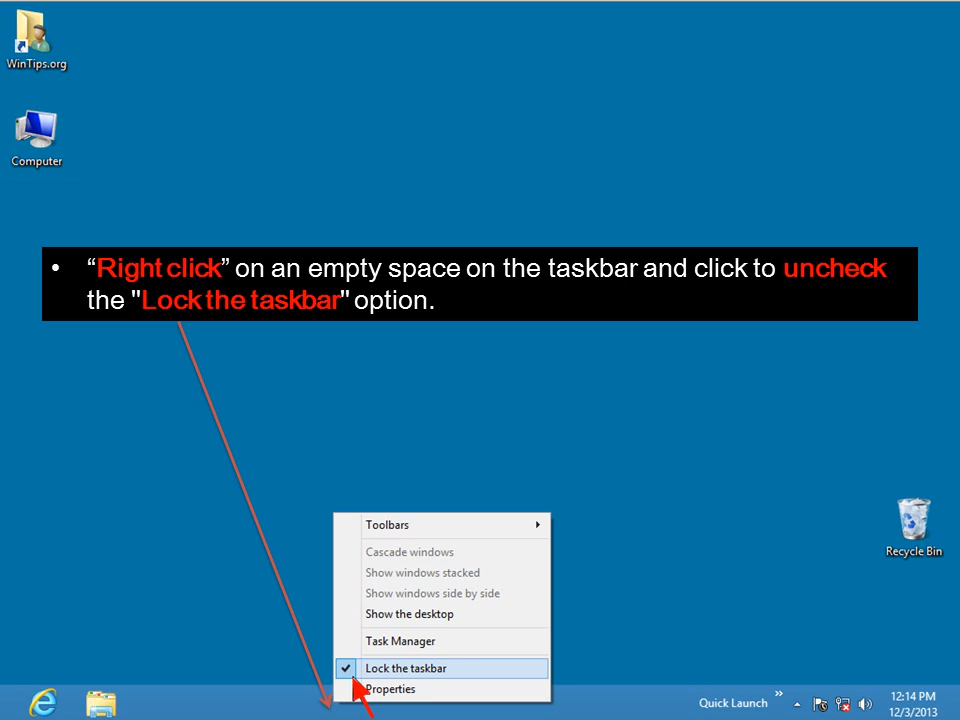 WinTips.org
Computer
• “Right click” on an empty space on the taskbar and click to uncheck
the "Lock the taskbar" option.
Toolbars
Cascade windows
Show windows stacked
Show windows side by side
Show the desktop
Task Manager
Lock the taskbar
Properties
Recycle Bin
Quick Launch »
12:14 PM
12/3/2013